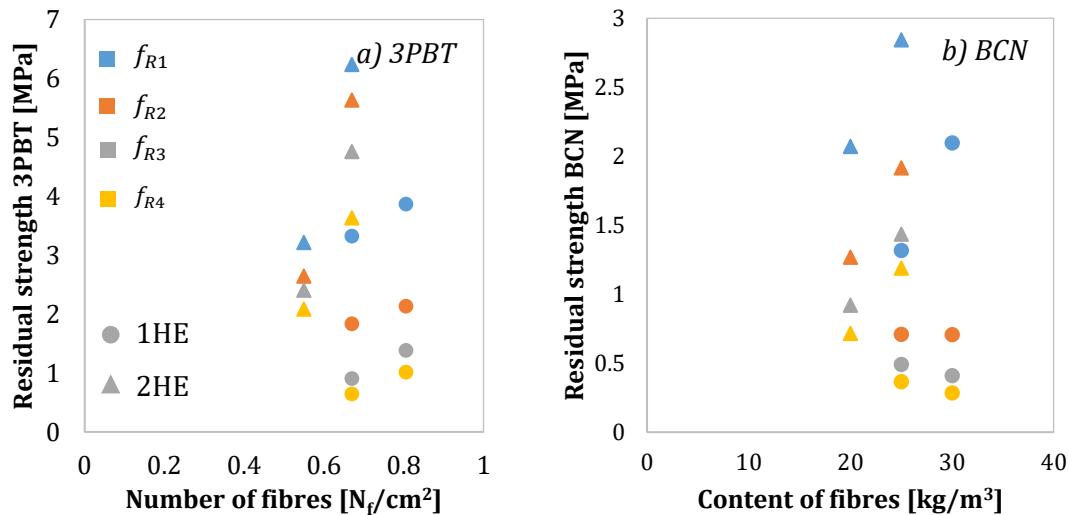 a) 3PBT
Residual strength 3PBT [MPa]
7
6
5
4
3
2
1
0
fR1
fR2
fR3
fR4
1HE
2HE
0
0.2
0.4
0.6
0.8
1
Number of fibres [Nf/cm²]
b) BCN
Residual strength BCN [MPa]
3
2.5
2
1.5
1
0.5
0
0
10
20
30
40
Content of fibres [kg/m³]